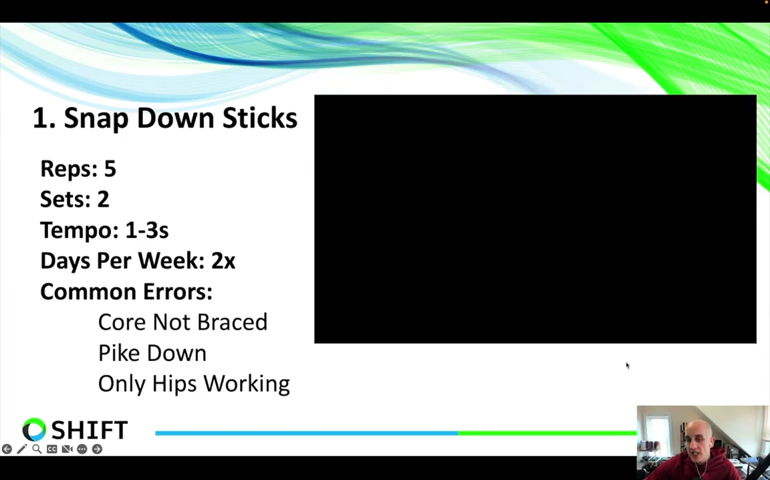 1. Snap Down Sticks
Reps: 5
Sets: 2
Tempo: 1-3s
Days Per Week: 2x
Common Errors:
Core Not Braced
Pike Down
Only Hips Working
SHIFT
CC